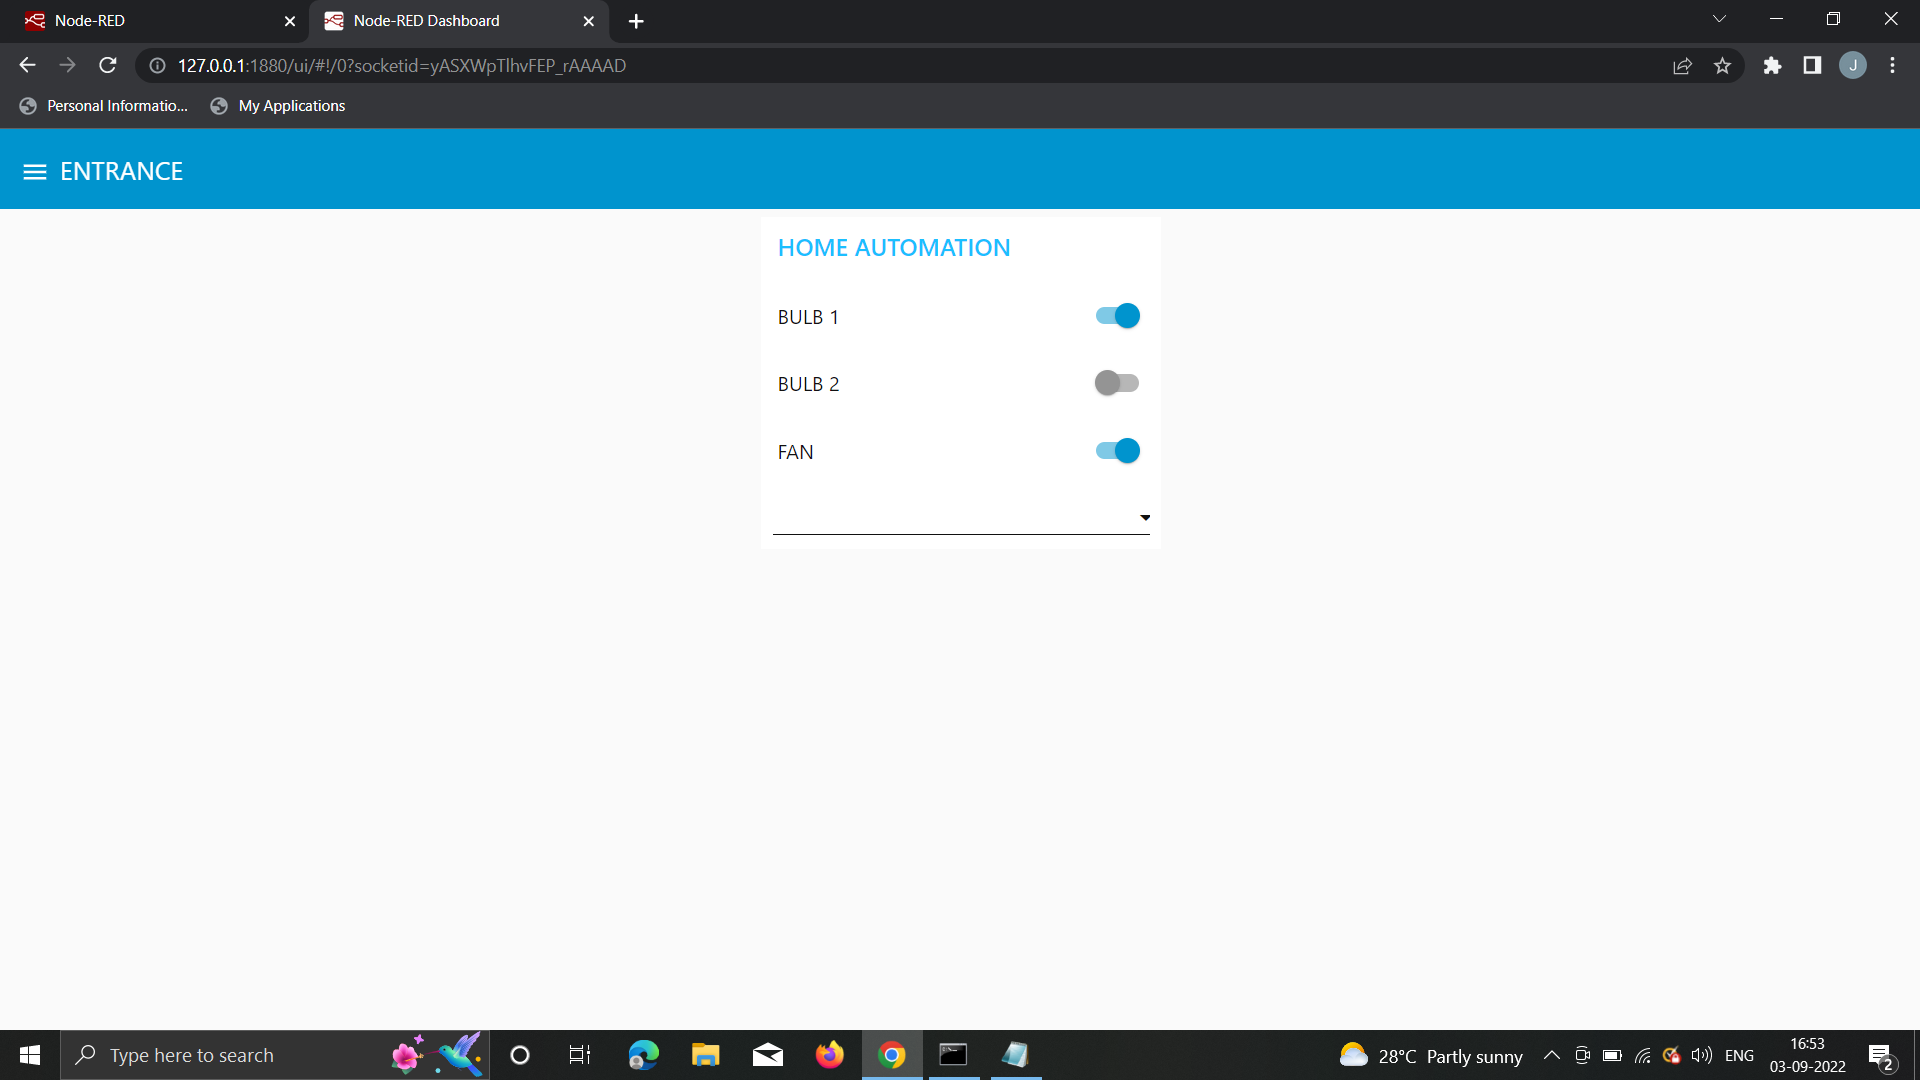 Node-RED
Node-RED Dashboard
127.0.0.1:1880/ui/#!/0?socketid=yASXWpTlhvFEP_rAAAAD
J
Personal Informatio...
My Applications
ENTRANCE
HOME AUTOMATION
BULB 1
BULB 2
FAN
Type here to search
28°C Partly sunny
ENG
16:53
03-09-2022
2